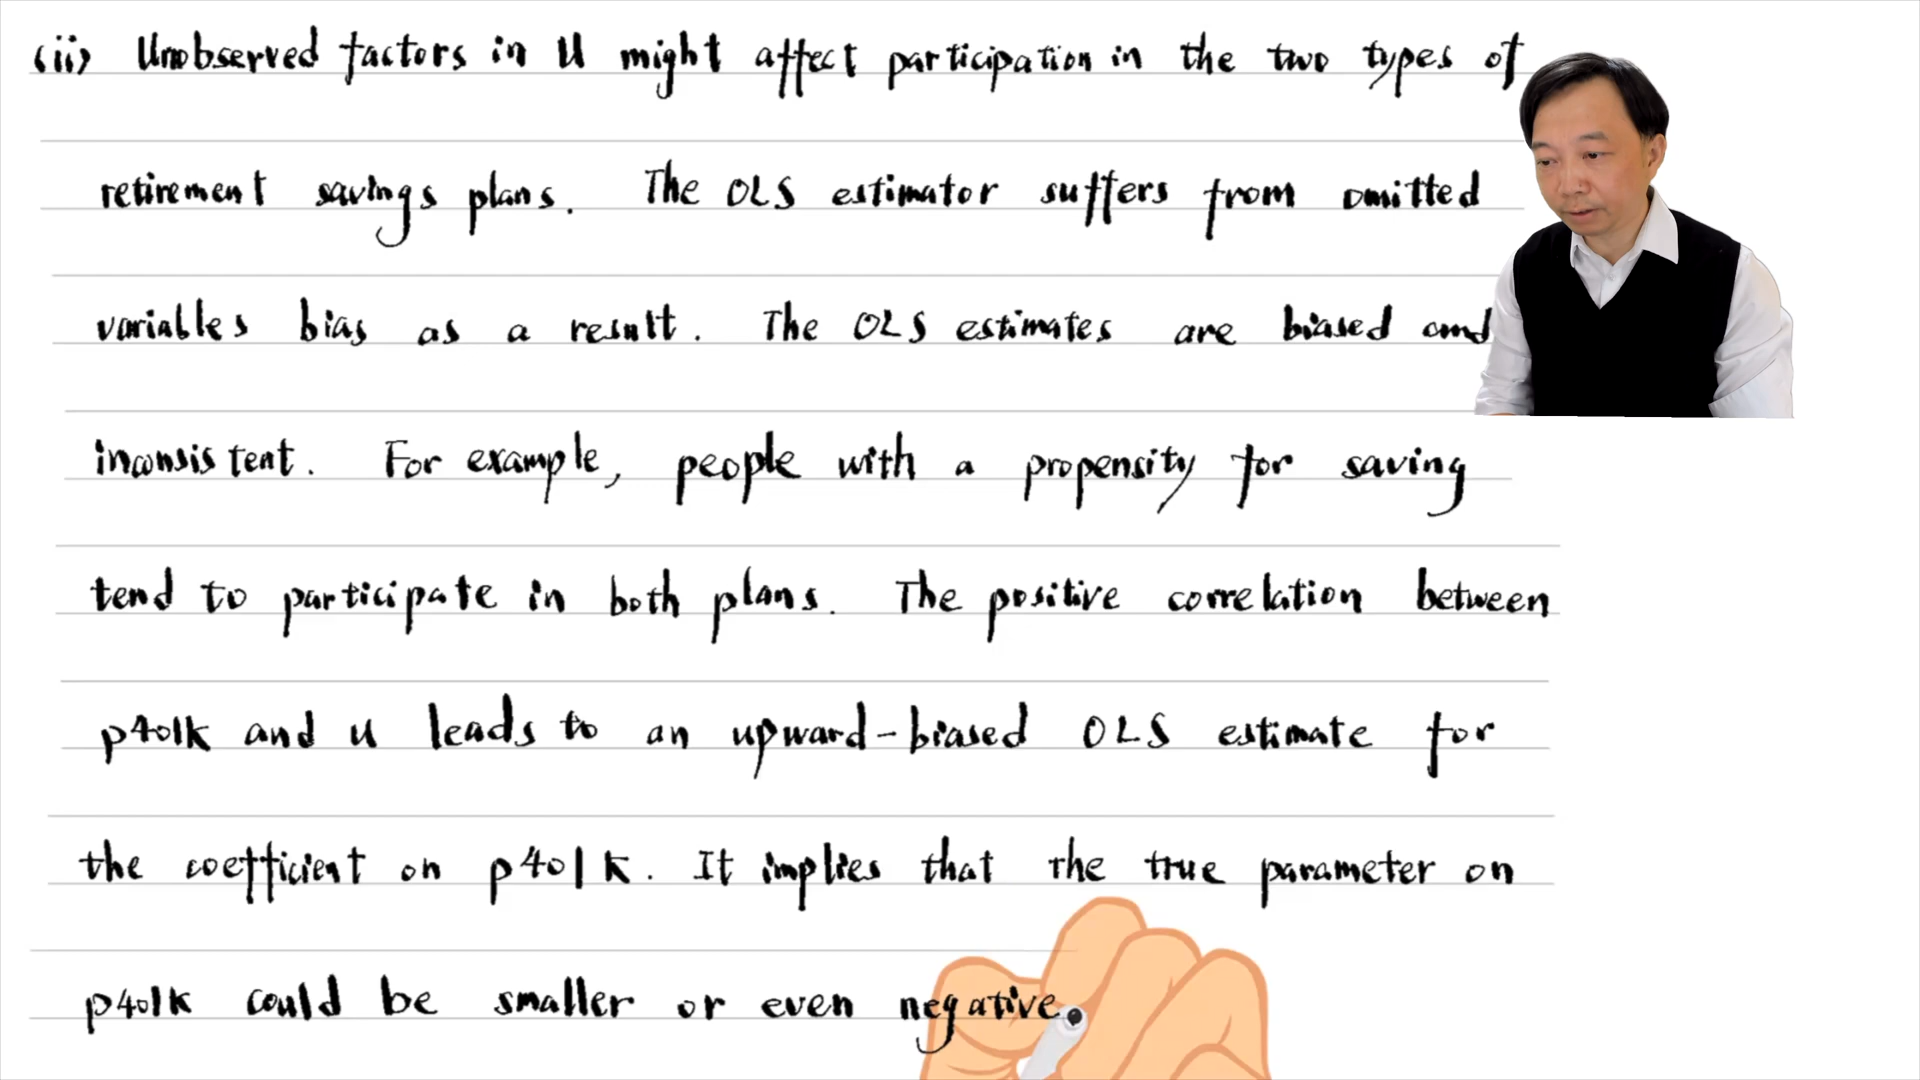 (ii) Unobserved factors in u might affect participation in the two types of
retirement savings plans. The OLS estimator suffers from omitted
variables bias as a result. The OLS estimates are biased and
inconsistent. For example, people with a propensity for saving
tend to participate in both plans. The positive correlation between
p401k and u leads to an upward-biased OLS estimate for
the coefficient on p401k. It implies that the true parameter on
p401k could be smaller or even negative